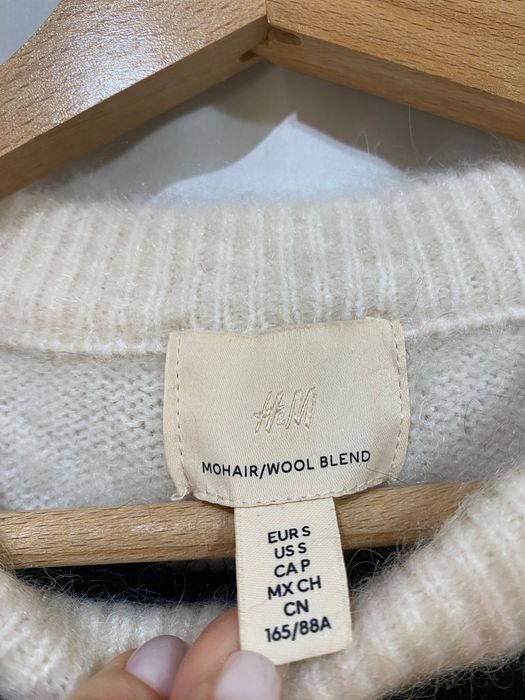 H&M
MOHAIR/WOOL BLEND
EUR S
US S
CA P
MX CH
CN
165/88A